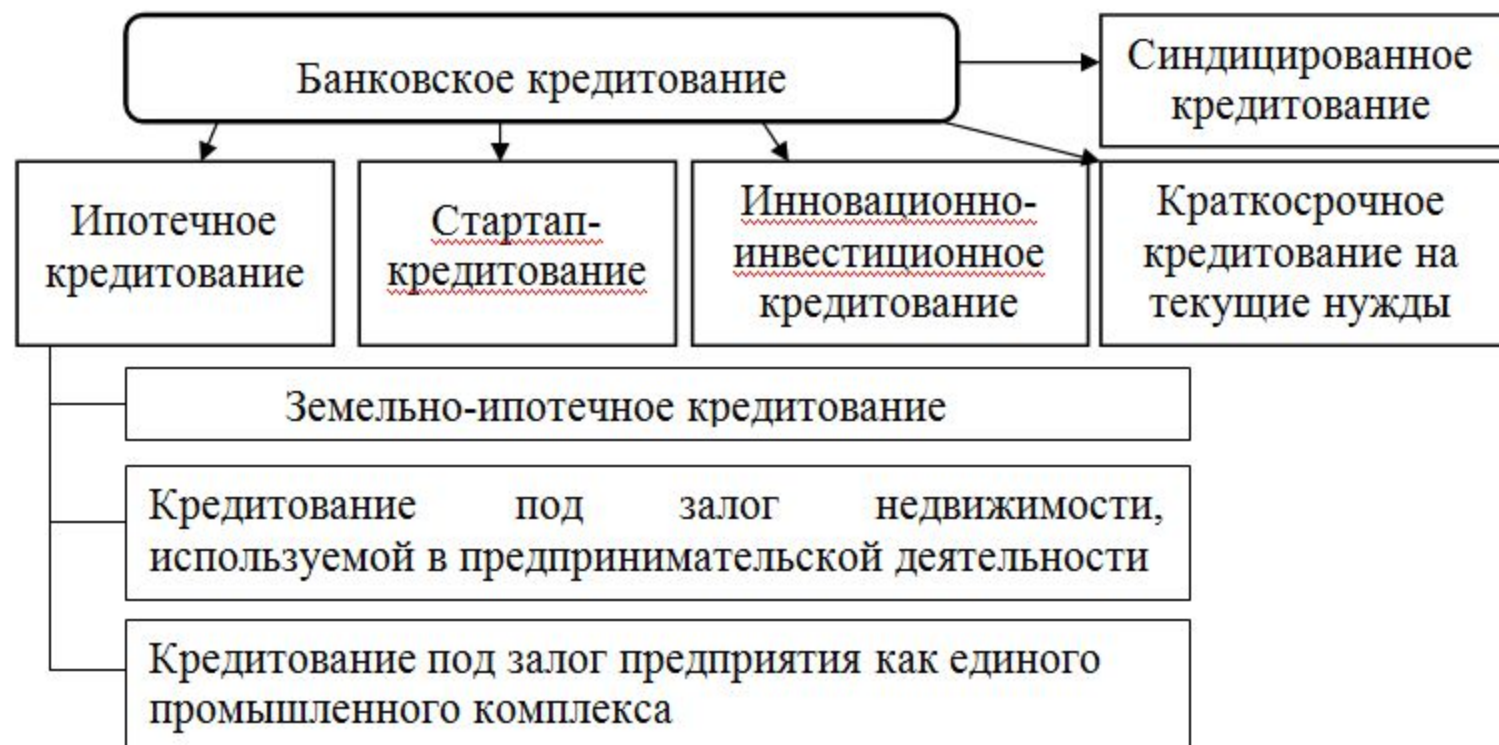 Банковское кредитование
Синдицированное
кредитование
Ипотечное
кредитование
Стартап-
кредитование
Инновационно-
инвестиционное
кредитование
Краткосрочное
кредитование на
текущие нужды
Земельно-ипотечное кредитование
Кредитование под залог недвижимости,
используемой в предпринимательской деятельности
Кредитование под залог предприятия как единого
промышленного комплекса